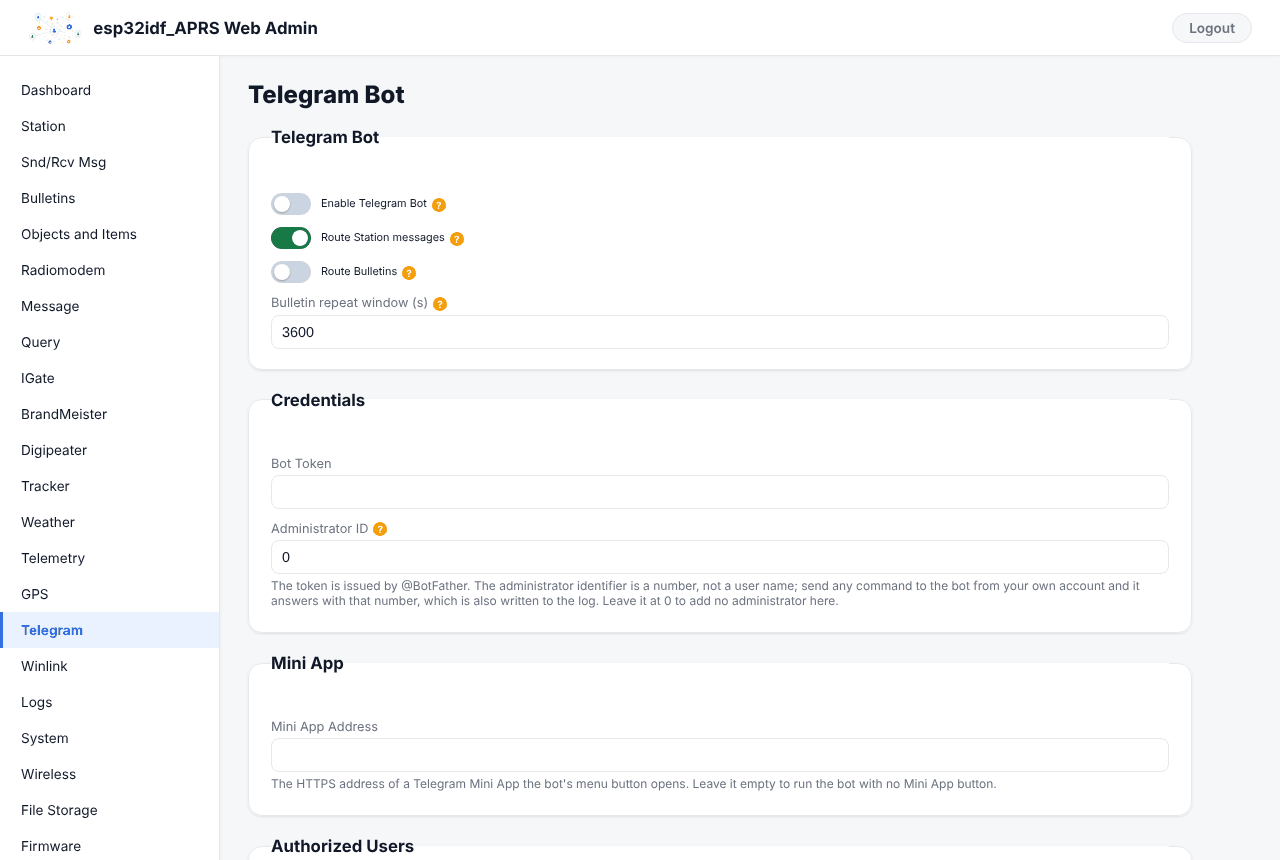 esp32idf_APRS Web Admin
Logout
Dashboard
Station
Snd/Rcv Msg
Bulletins
Objects and Items
Radiomodem
Message
Query
IGate
BrandMeister
Digipeater
Tracker
Weather
Telemetry
GPS
Telegram
Winlink
Logs
System
Wireless
File Storage
Firmware
Telegram Bot
Telegram Bot
Enable Telegram Bot ?
Route Station messages ?
Route Bulletins ?
Bulletin repeat window (s) ?
3600
Credentials
Bot Token
Administrator ID ?
0
The token is issued by @BotFather. The administrator identifier is a number, not a user name; send any command to the bot from your own account and it
answers with that number, which is also written to the log. Leave it at 0 to add no administrator here.
Mini App
Mini App Address
The HTTPS address of a Telegram Mini App the bot's menu button opens. Leave it empty to run the bot with no Mini App button.
Authorized Users